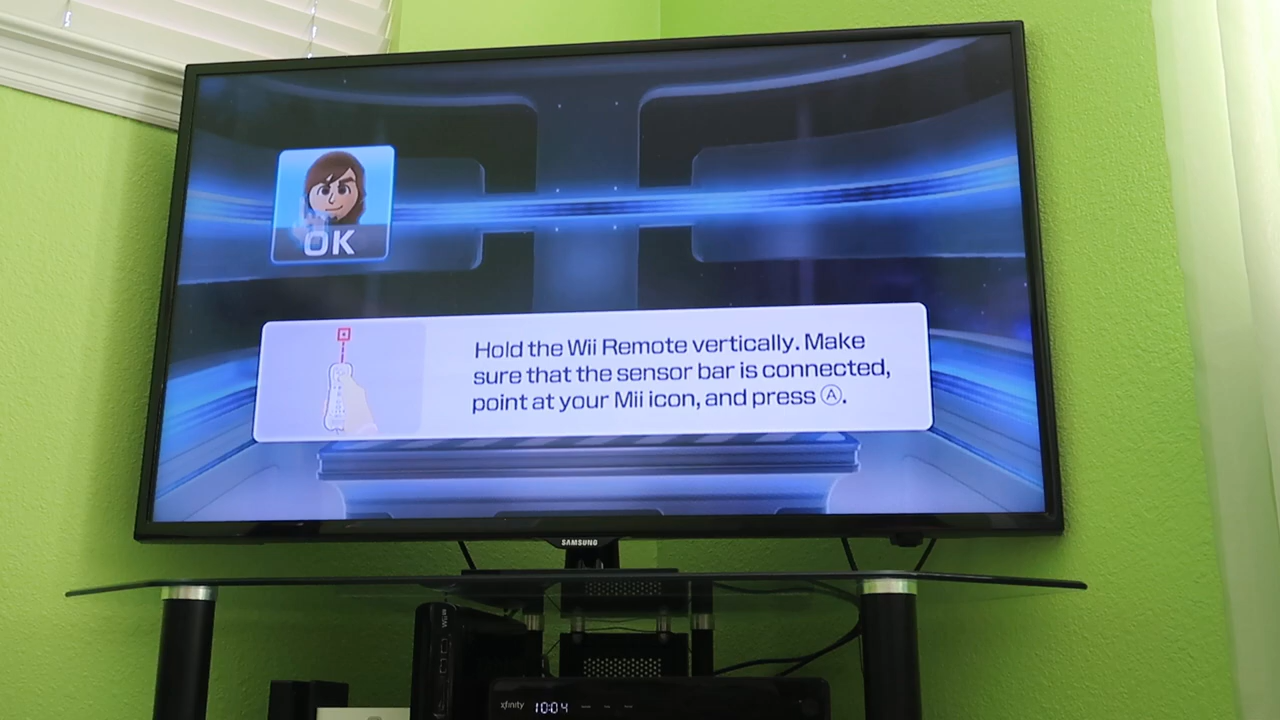 OK
Hold the Wii Remote vertically. Make
sure that the sensor bar is connected,
point at your Mii icon, and press Ⓐ.
SAMSUNG
xfinity 10:04